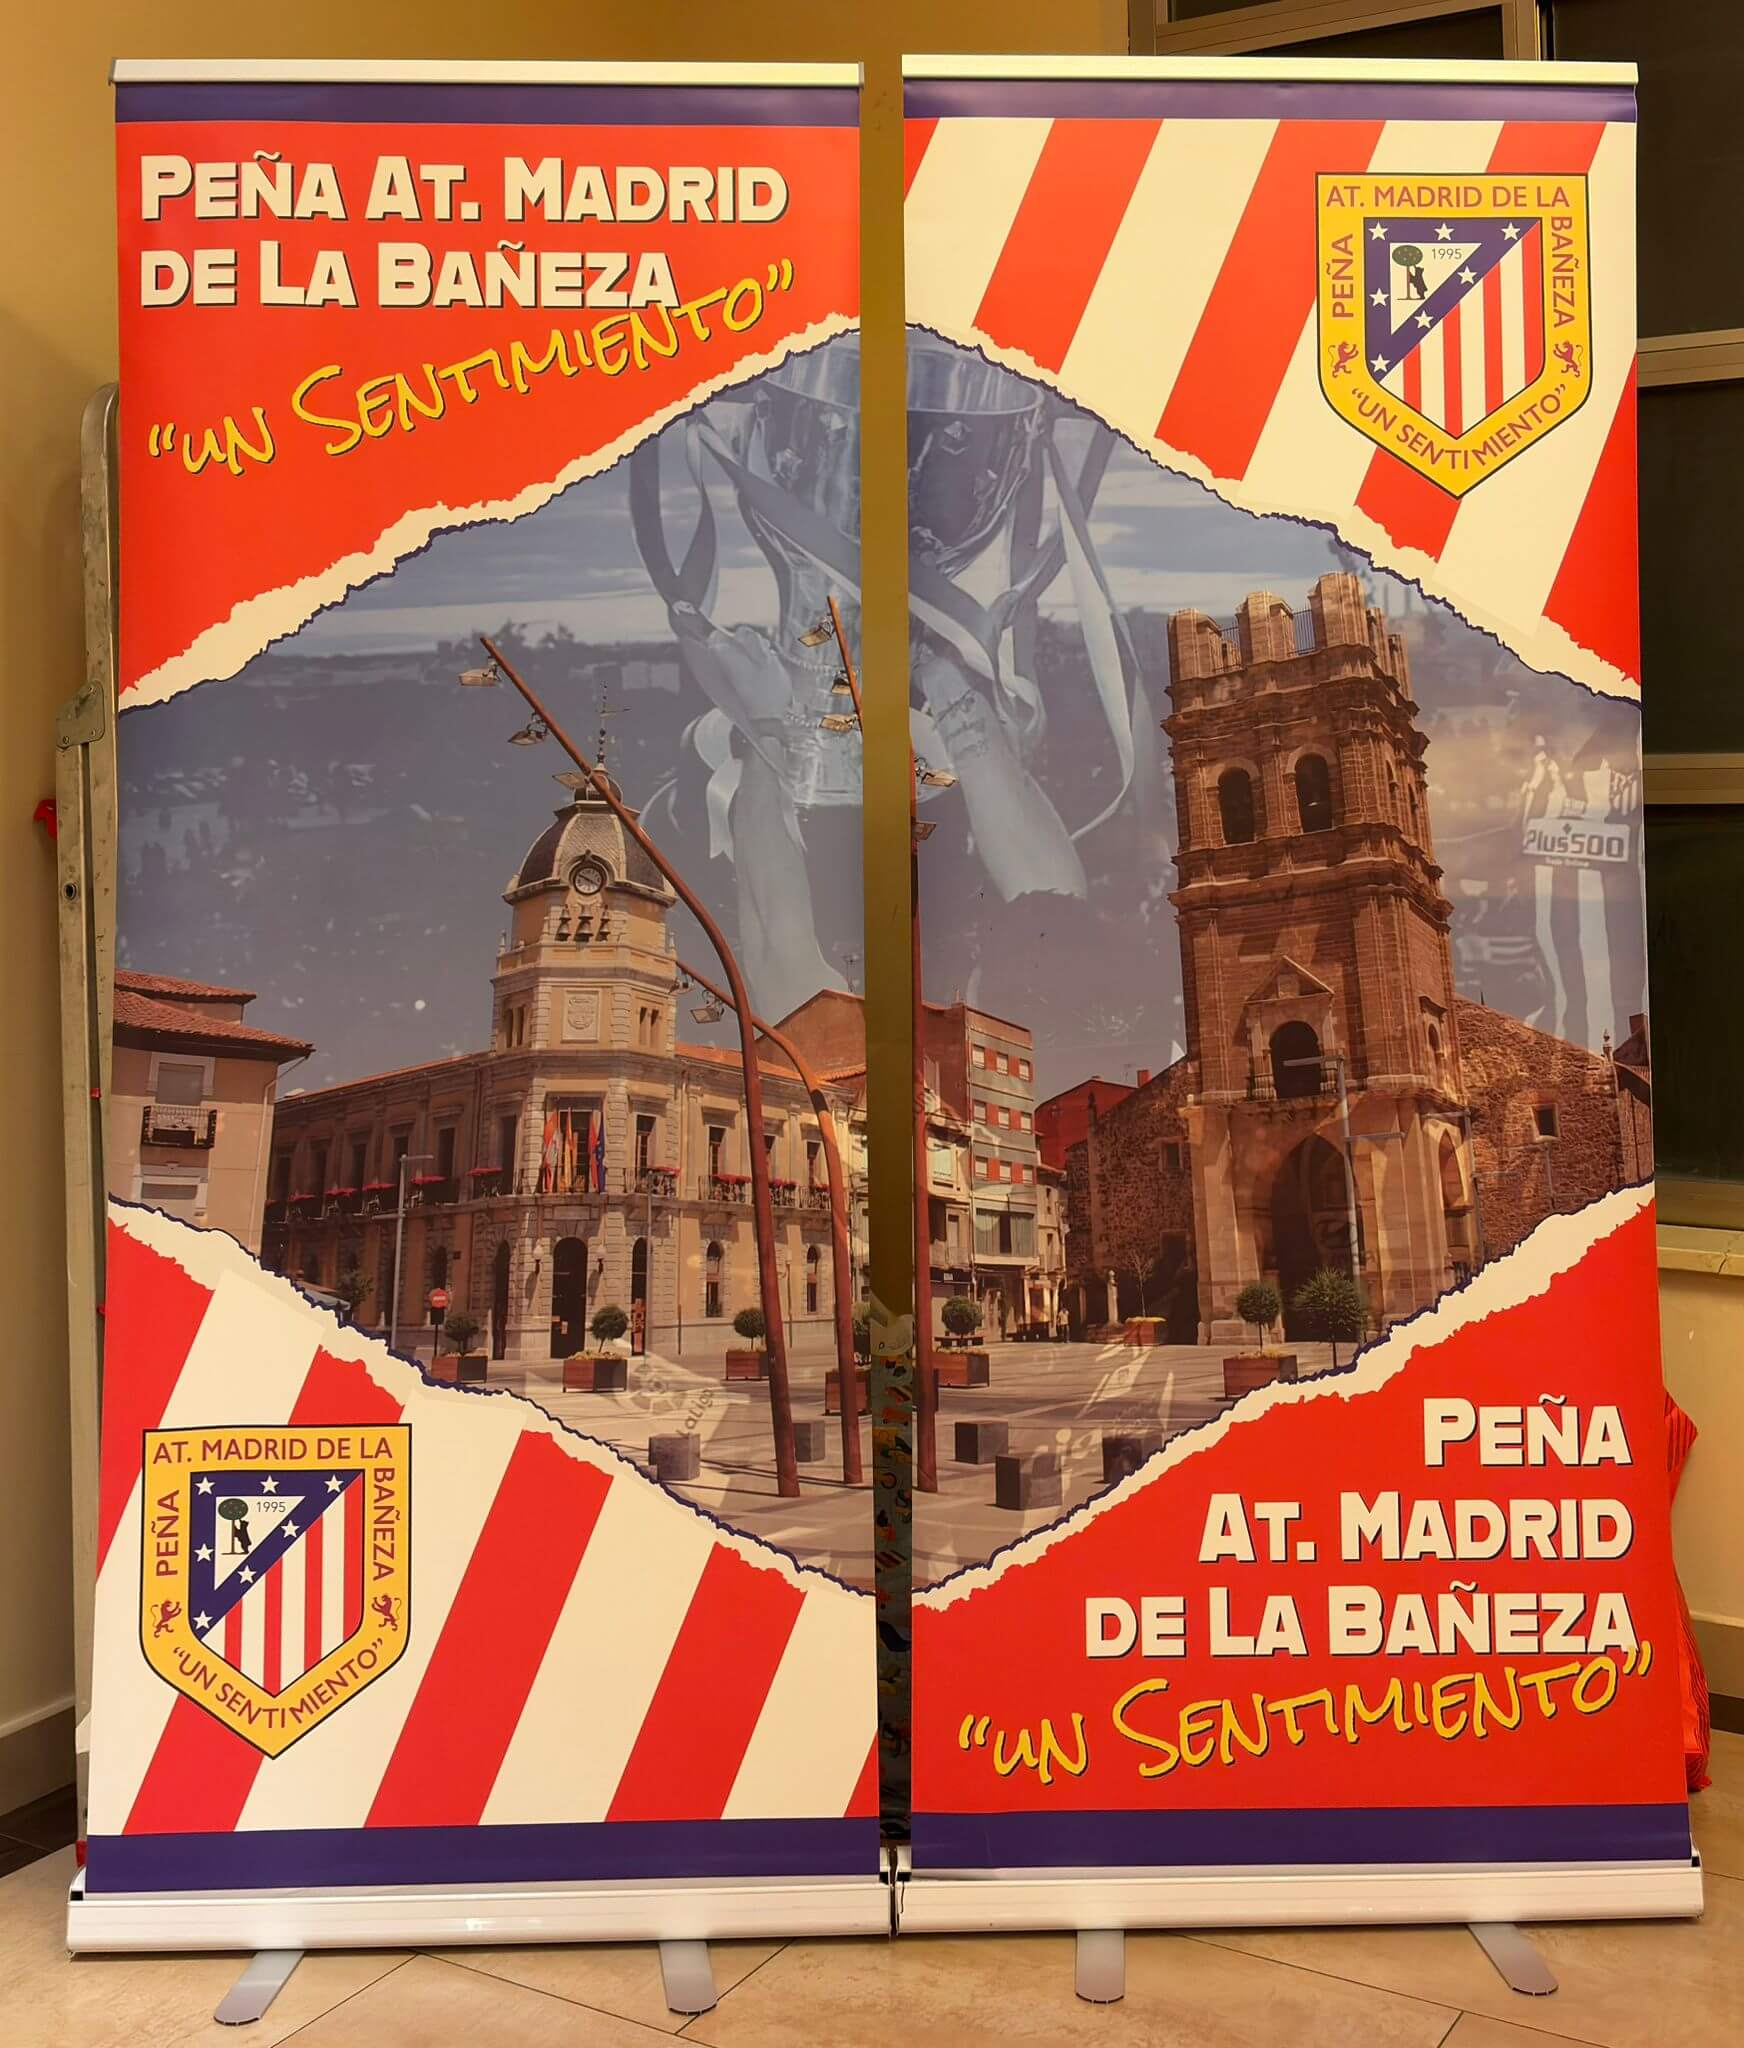 PEÑA AT. MADRID
DE LA BAÑEZA
"UN SENTIMIENTO"
AT. MADRID DE LA
PEÑA
BAÑEZA
1995
"UN SENTIMIENTO"
Plus500
LaLiga
AT. MADRID DE LA
PEÑA
BAÑEZA
1995
"UN SENTIMIENTO"
PEÑA
AT. MADRID
DE LA BAÑEZA
"UN SENTIMIENTO"